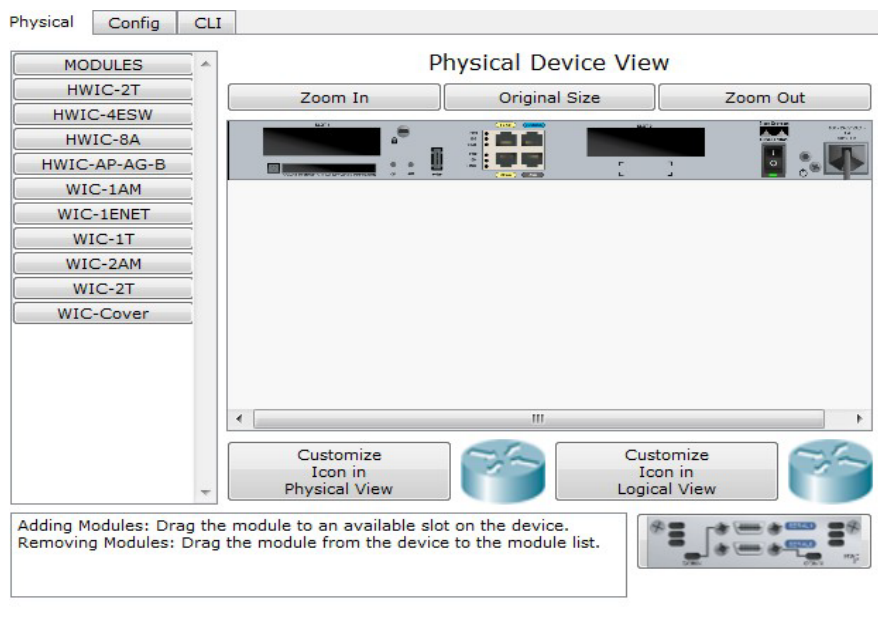 Physical
Config
CLI
MODULES
HWIC-2T
HWIC-4ESW
HWIC-8A
HWIC-AP-AG-B
WIC-1AM
WIC-1ENET
WIC-1T
WIC-2AM
WIC-2T
WIC-Cover
Physical Device View
Zoom In
Original Size
Zoom Out
Customize
Icon in
Physical View
Customize
Icon in
Logical View
Adding Modules: Drag the module to an available slot on the device.
Removing Modules: Drag the module from the device to the module list.